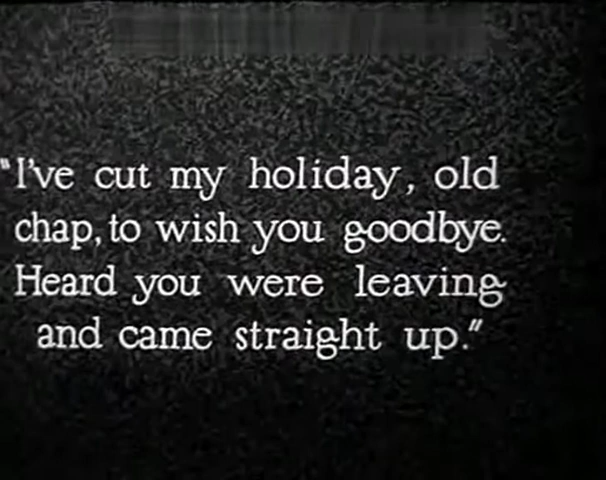 "I've cut my holiday, old
chap, to wish you goodbye.
Heard you were leaving
and came straight up."